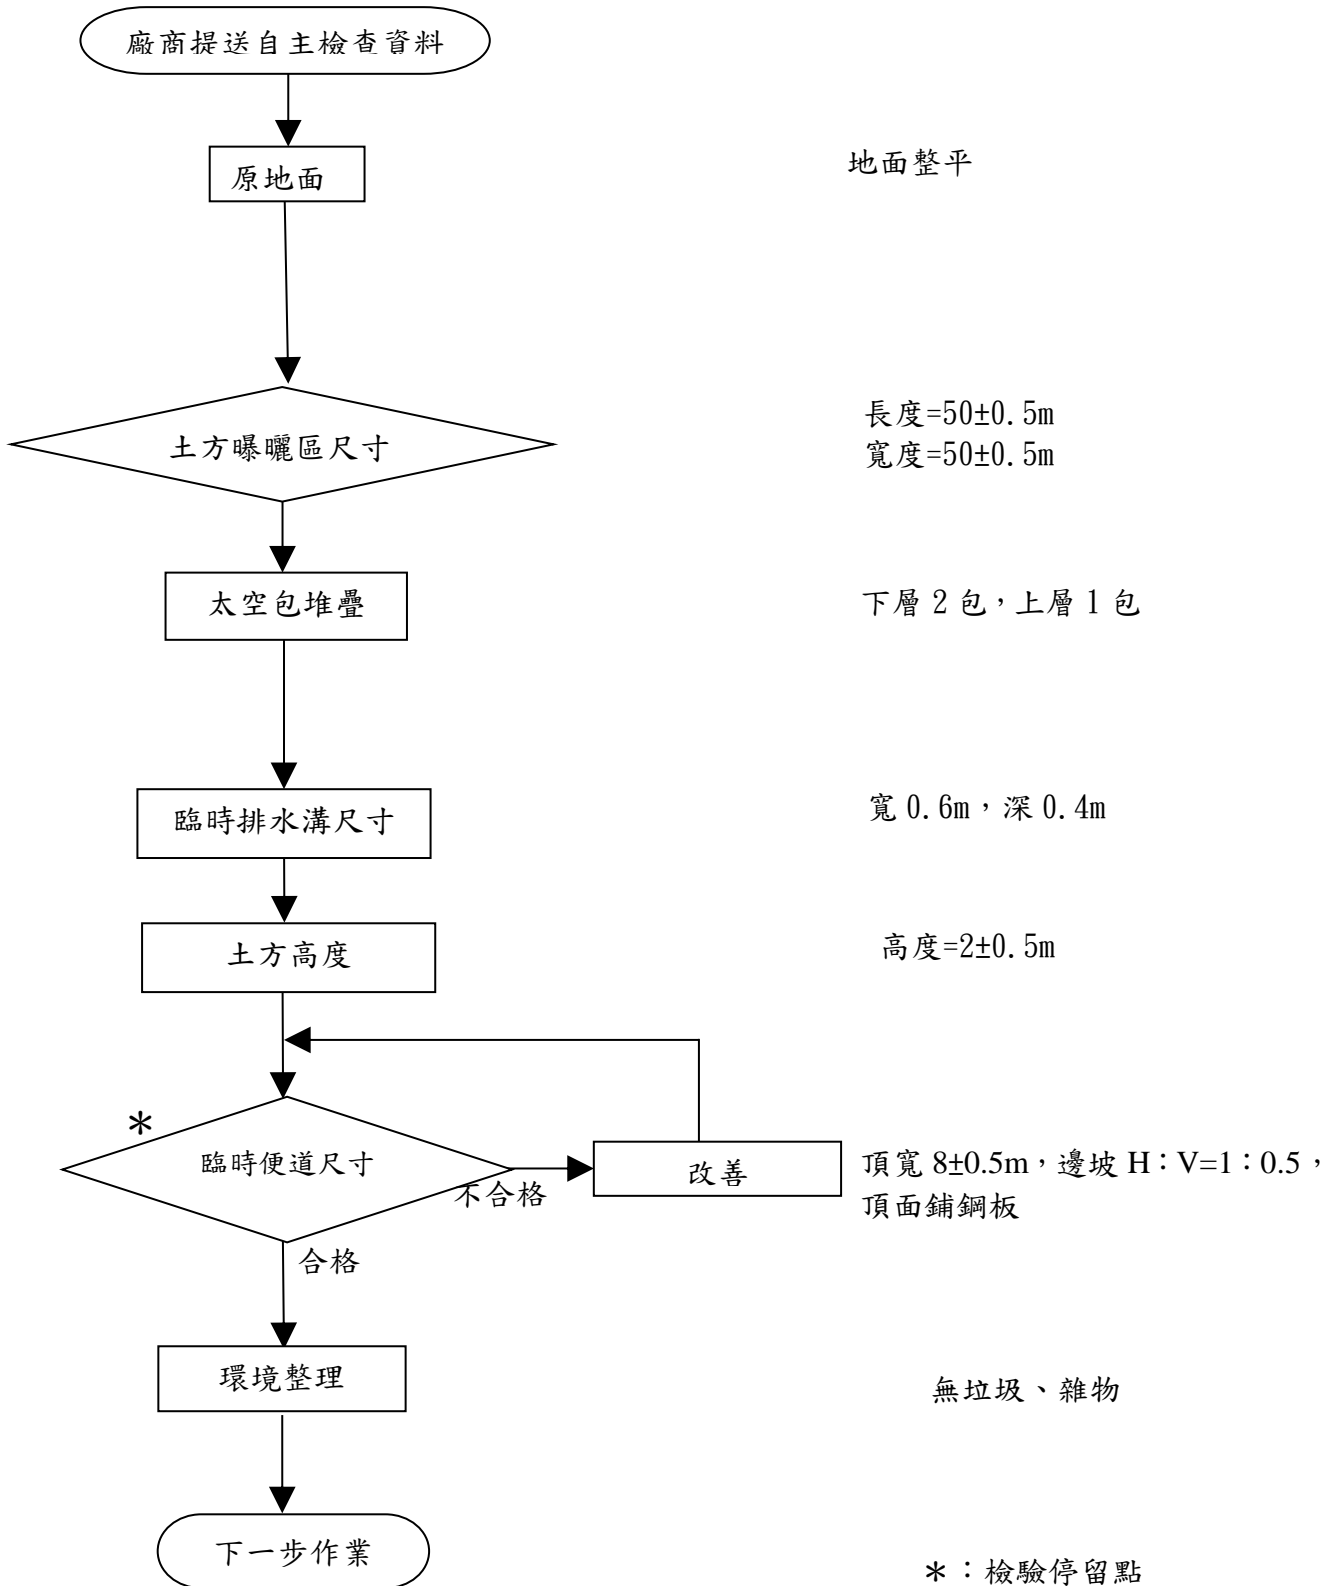 廠商提送自主檢查資料
原地面
地面整平
土方曝曬區尺寸
長度=50±0.5m
寬度=50±0.5m
太空包堆疊
下層 2 包，上層 1 包
臨時排水溝尺寸
寬 0.6m，深 0.4m
土方高度
高度=2±0.5m
＊
臨時便道尺寸
不合格
改善
頂寬 8±0.5m，邊坡 H：V=1：0.5，
頂面鋪鋼板
合格
環境整理
無垃圾、雜物
下一步作業
＊：檢驗停留點